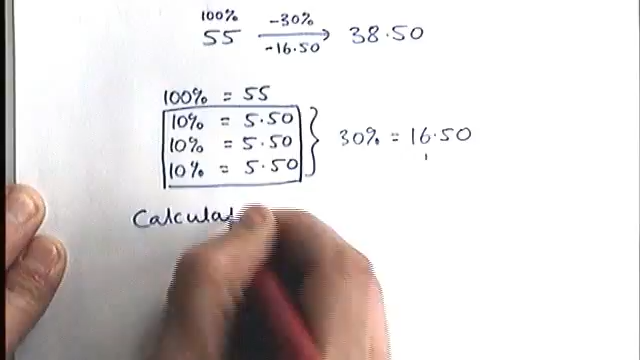 100% -30%
55 38.50
-16.50
100% = 55
10% = 5.50
10% = 5.50 30% = 16.50
10% = 5.50